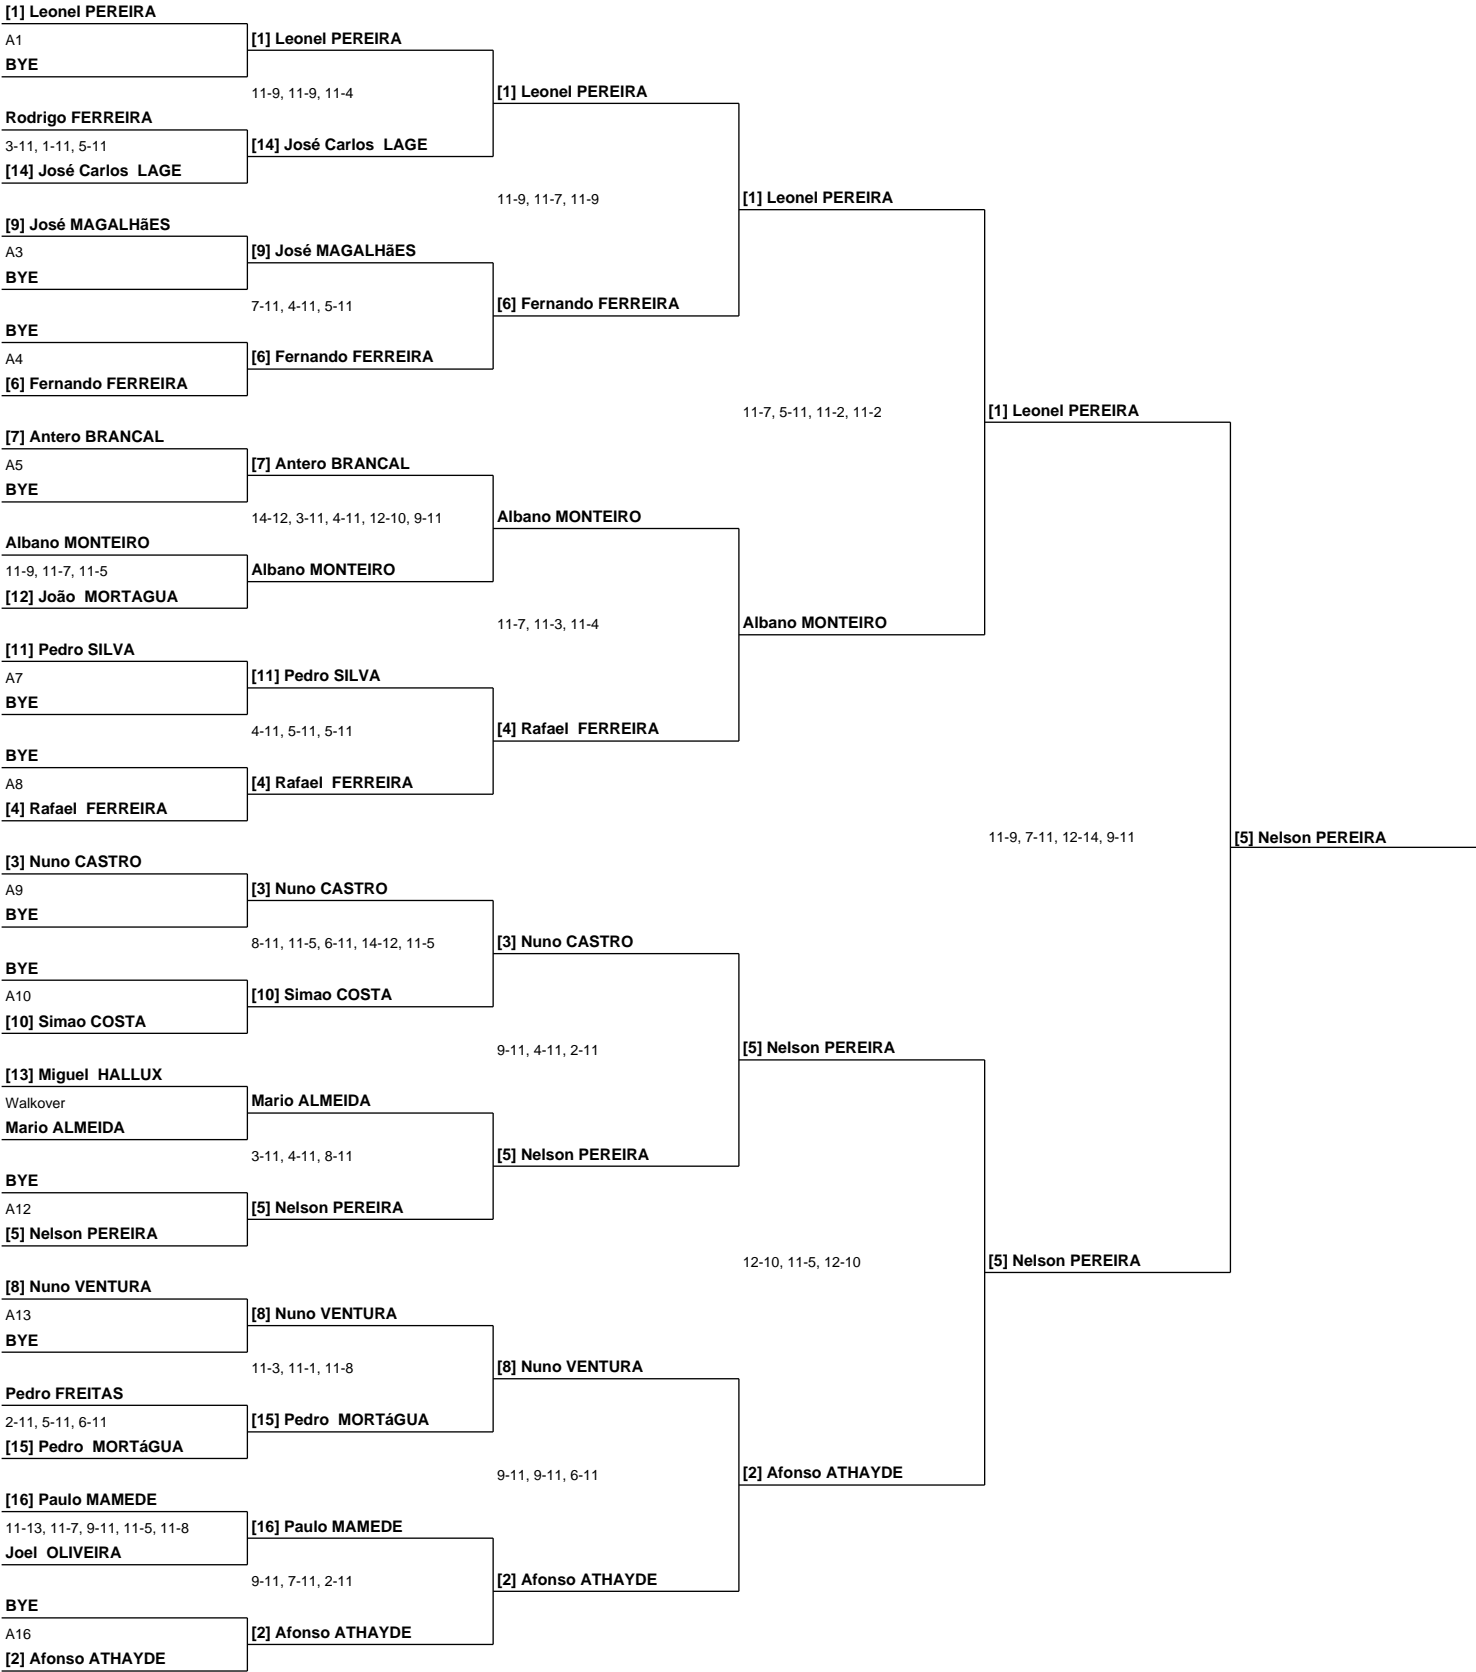 [1] Leonel PEREIRA
A1
BYE
Rodrigo FERREIRA
3-11, 1-11, 5-11
[14] José Carlos  LAGE
[9] José MAGALHãES
A3
BYE
BYE
A4
[6] Fernando FERREIRA
[7] Antero BRANCAL
A5
BYE
Albano MONTEIRO
11-9, 11-7, 11-5
[12] João  MORTAGUA
[11] Pedro SILVA
A7
BYE
BYE
A8
[4] Rafael  FERREIRA
[3] Nuno CASTRO
A9
BYE
BYE
A10
[10] Simao COSTA
[13] Miguel  HALLUX
Walkover
Mario ALMEIDA
BYE
A12
[5] Nelson PEREIRA
[8] Nuno VENTURA
A13
BYE
Pedro FREITAS
2-11, 5-11, 6-11
[15] Pedro  MORTáGUA
[16] Paulo MAMEDE
11-13, 11-7, 9-11, 11-5, 11-8
Joel  OLIVEIRA
BYE
A16
[2] Afonso ATHAYDE
[1] Leonel PEREIRA
11-9, 11-9, 11-4
[14] José Carlos  LAGE
[9] José MAGALHãES
7-11, 4-11, 5-11
[6] Fernando FERREIRA
[7] Antero BRANCAL
14-12, 3-11, 4-11, 12-10, 9-11
Albano MONTEIRO
[11] Pedro SILVA
4-11, 5-11, 5-11
[4] Rafael  FERREIRA
[3] Nuno CASTRO
8-11, 11-5, 6-11, 14-12, 11-5
[10] Simao COSTA
Mario ALMEIDA
3-11, 4-11, 8-11
[5] Nelson PEREIRA
[8] Nuno VENTURA
11-3, 11-1, 11-8
[15] Pedro  MORTáGUA
[16] Paulo MAMEDE
9-11, 7-11, 2-11
[2] Afonso ATHAYDE
[1] Leonel PEREIRA
11-9, 11-7, 11-9
[6] Fernando FERREIRA
Albano MONTEIRO
11-7, 11-3, 11-4
[4] Rafael  FERREIRA
[3] Nuno CASTRO
9-11, 4-11, 2-11
[5] Nelson PEREIRA
[8] Nuno VENTURA
9-11, 9-11, 6-11
[2] Afonso ATHAYDE
[1] Leonel PEREIRA
11-7, 5-11, 11-2, 11-2
Albano MONTEIRO
[5] Nelson PEREIRA
12-10, 11-5, 12-10
[2] Afonso ATHAYDE
[1] Leonel PEREIRA
11-9, 7-11, 12-14, 9-11
[5] Nelson PEREIRA
[5] Nelson PEREIRA